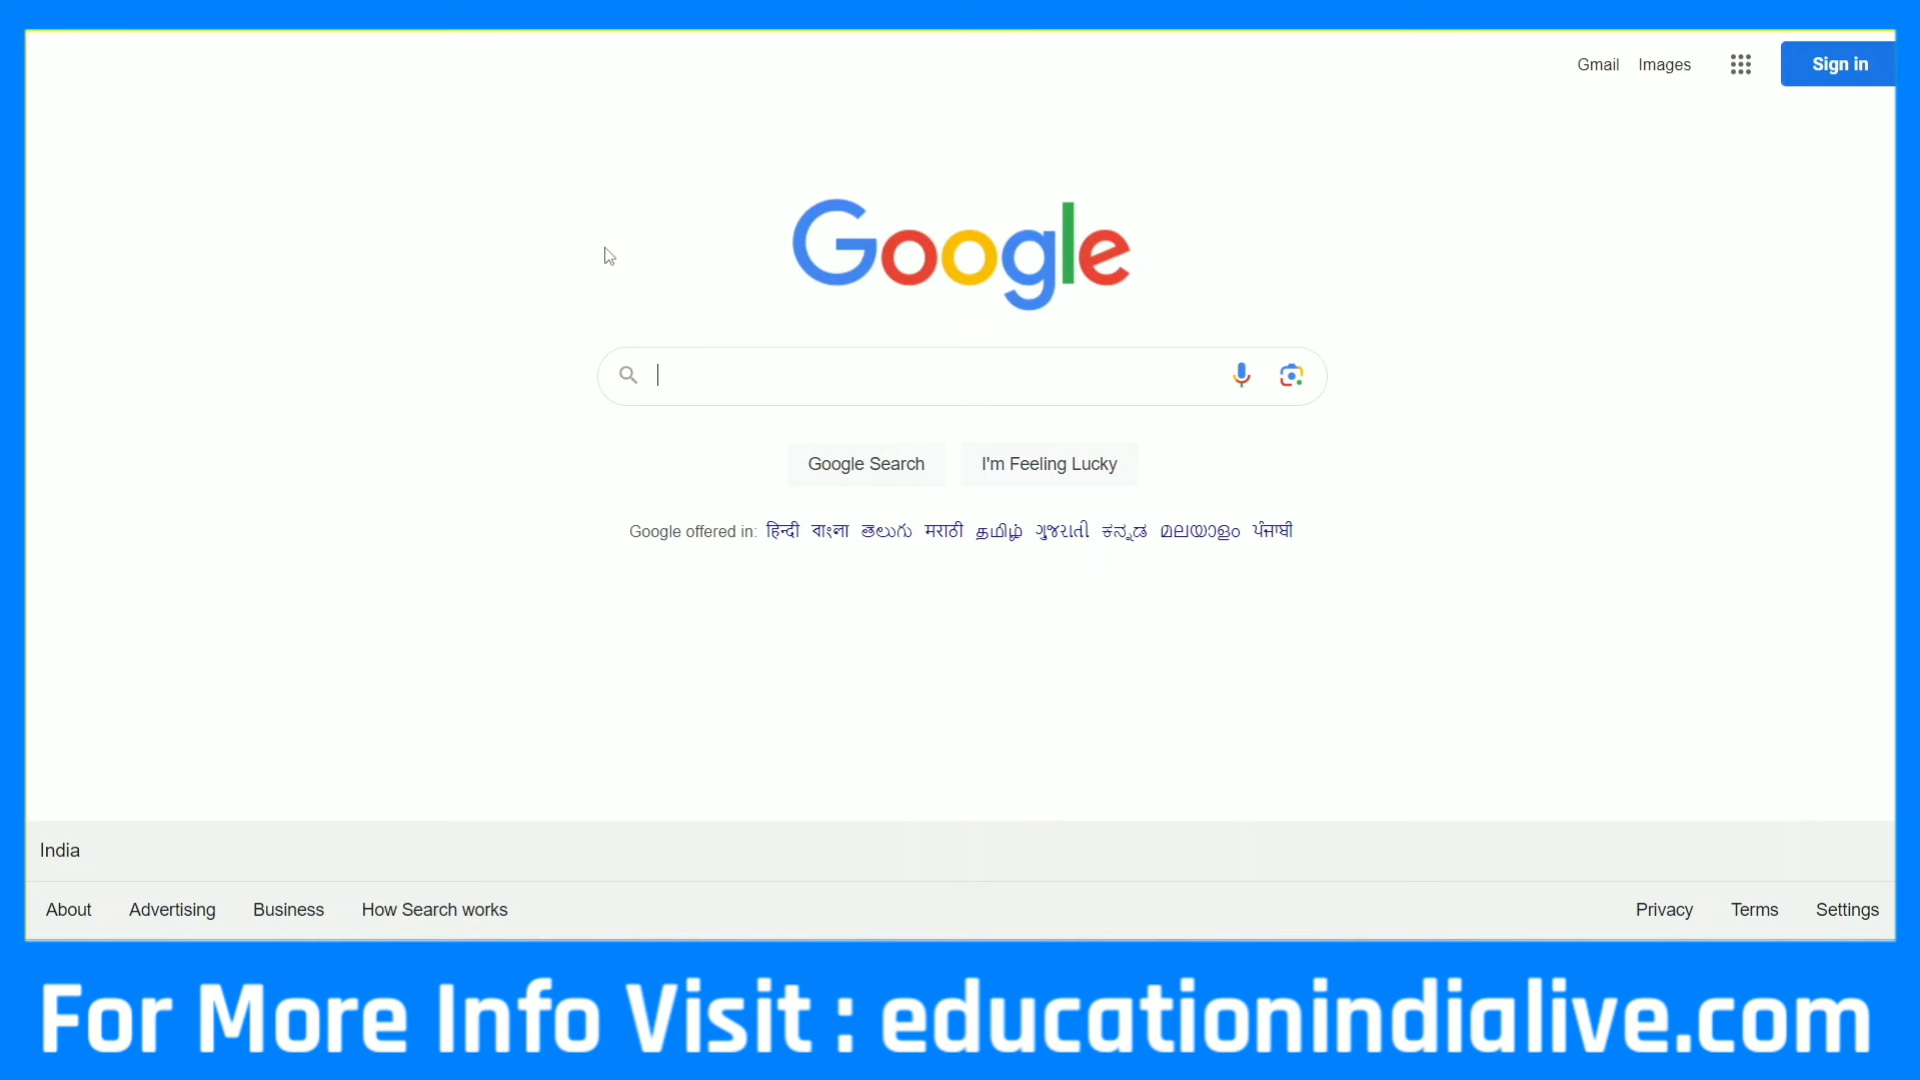 Gmail Images Sign in
Google
Google Search I'm Feeling Lucky
Google offered in: हिन्दी বাংলা తెలుగు मराठी தமிழ் ગુજરાતી ಕನ್ನಡ മലയാളം ਪੰਜਾਬੀ
India
About Advertising Business How Search works Privacy Terms Settings
For More Info Visit : educationindialive.com